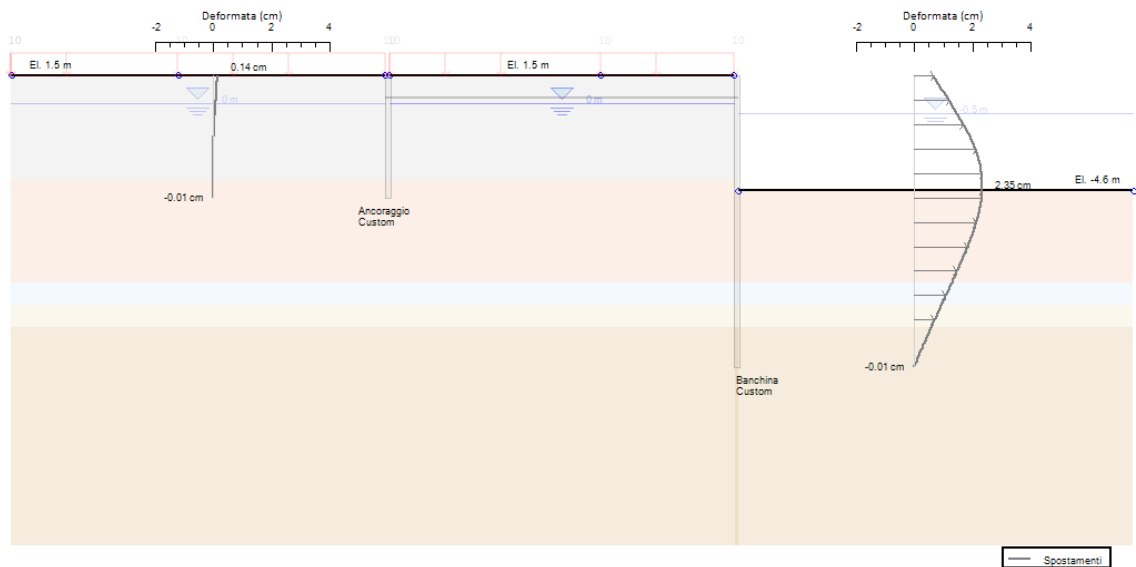 Deformata (cm)
-2 0 2 4
Deformata (cm)
-2 0 2 4
10
10
10
10
El. 1.5 m
0.14 cm
El. 1.5 m
0 m
0 m
-0.5 m
2.35 cm
El. -4.6 m
-0.01 cm
Ancoraggio
Custom
-0.01 cm
Banchina
Custom
Spostamenti